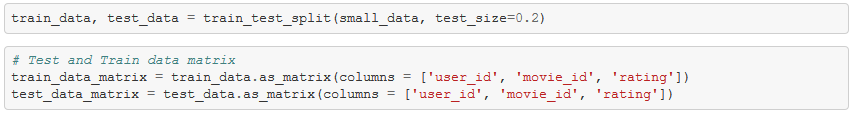 train_data, test_data = train_test_split(small_data, test_size=0.2)
# Test and Train data matrix
train_data_matrix = train_data.as_matrix(columns = ['user_id', 'movie_id', 'rating'])
test_data_matrix = test_data.as_matrix(columns = ['user_id', 'movie_id', 'rating'])